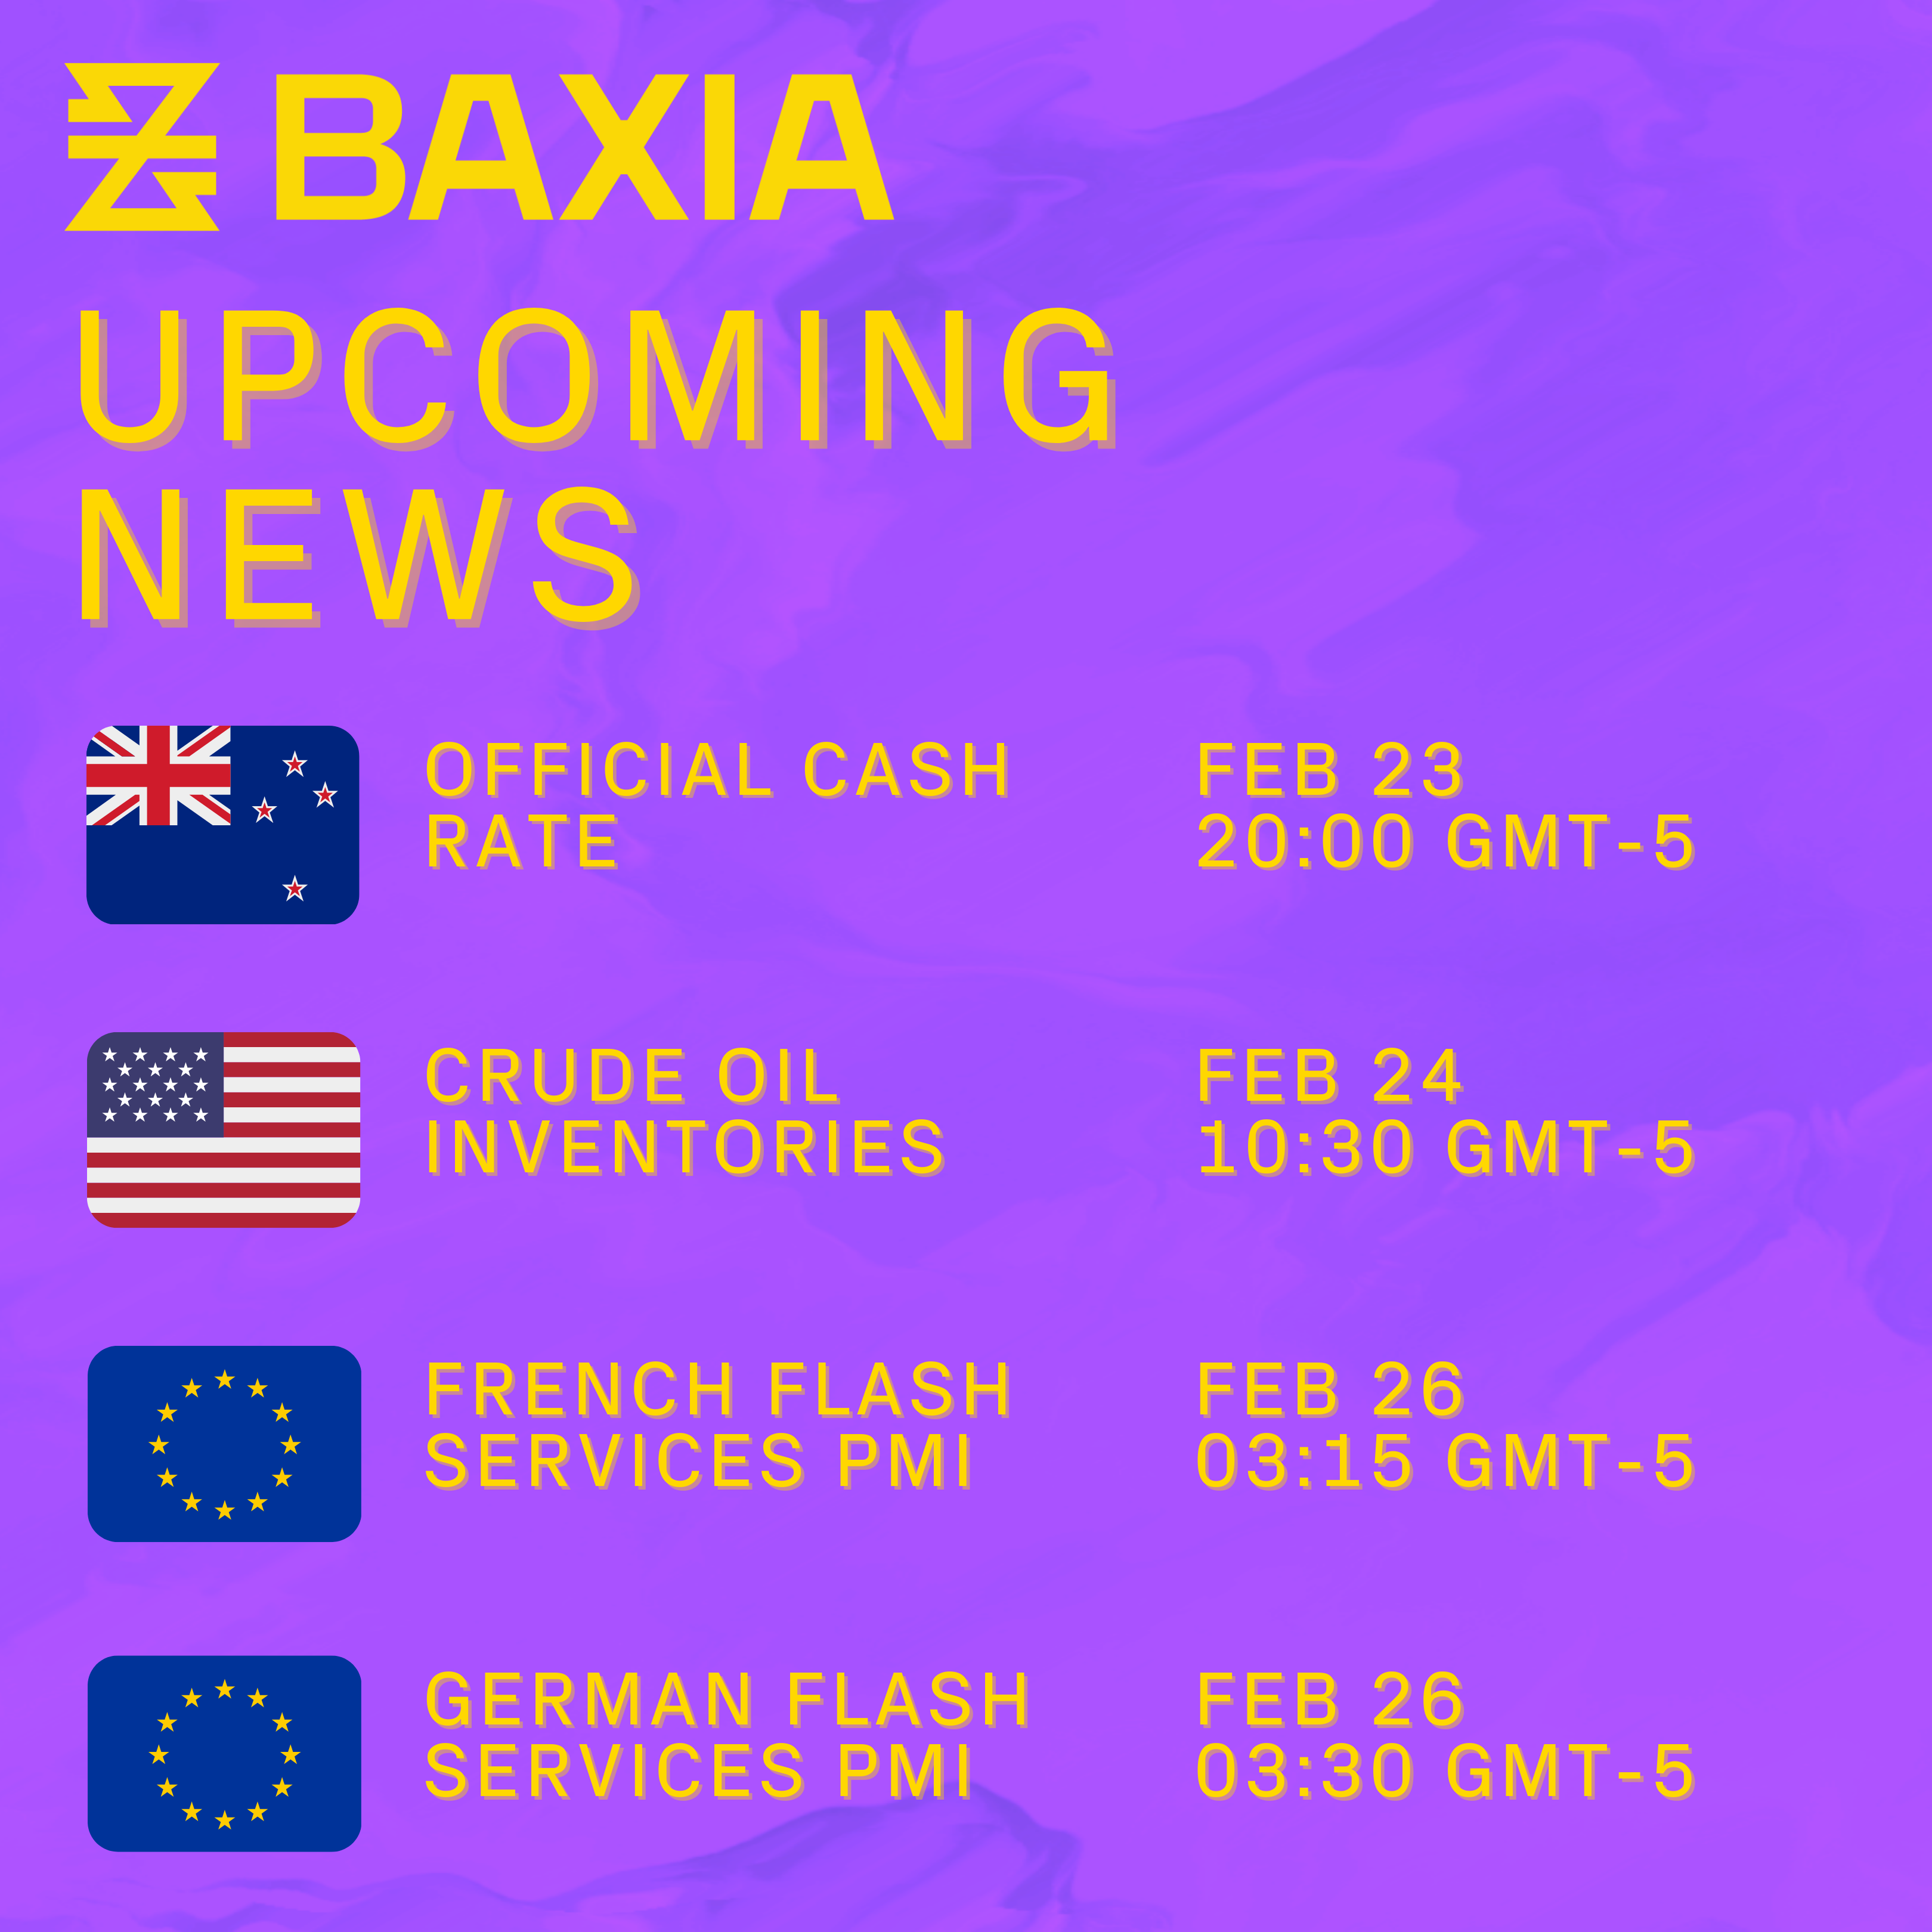 BAXIA
UPCOMING
NEWS
OFFICIAL CASH
RATE
FEB 23
20:00 GMT-5
CRUDE OIL
INVENTORIES
FEB 24
10:30 GMT-5
FRENCH FLASH
SERVICES PMI
FEB 26
03:15 GMT-5
GERMAN FLASH
SERVICES PMI
FEB 26
03:30 GMT-5